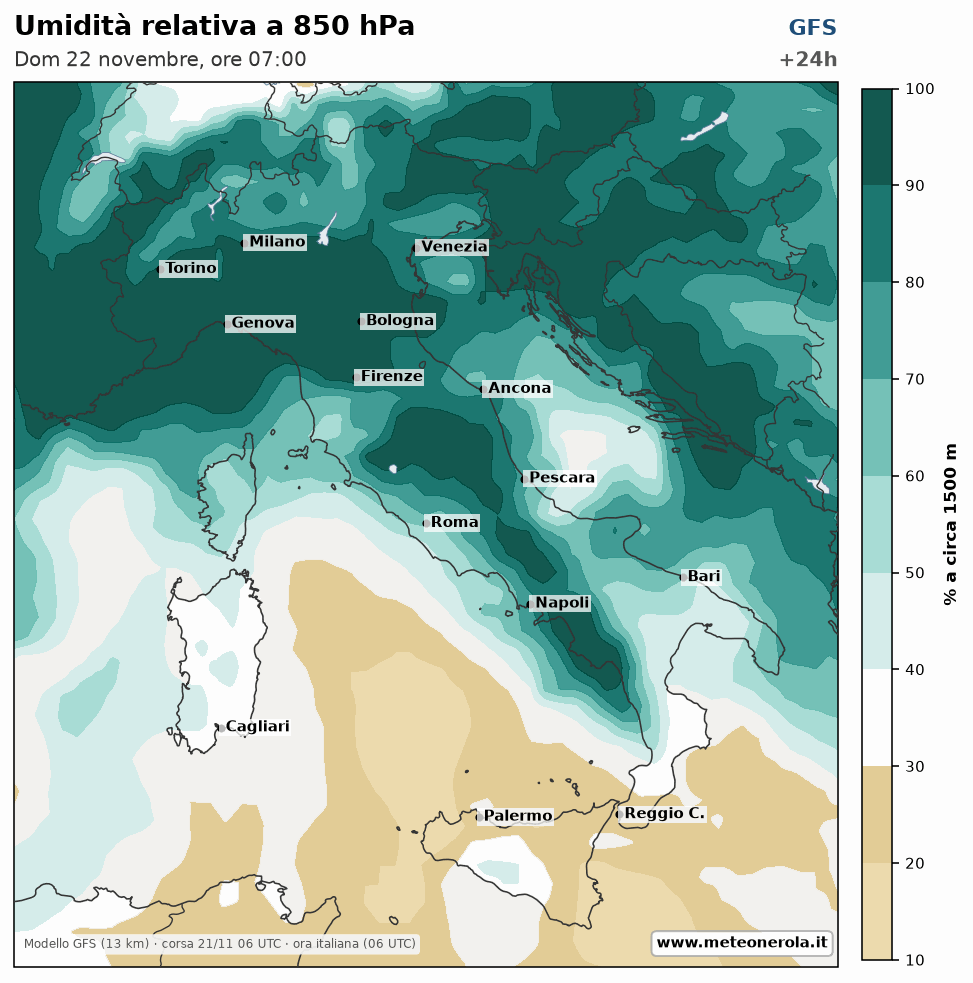 Umidità relativa a 850 hPa
GFS
Dom 22 novembre, ore 07:00
+24h
Milano
Venezia
Torino
Genova
Bologna
Firenze
Ancona
Pescara
Roma
Bari
Napoli
Cagliari
Palermo
Reggio C.
Modello GFS (13 km) · corsa 21/11 06 UTC · ora italiana (06 UTC)
www.meteonerola.it
100
90
80
70
60
50
40
30
20
10
% a circa 1500 m